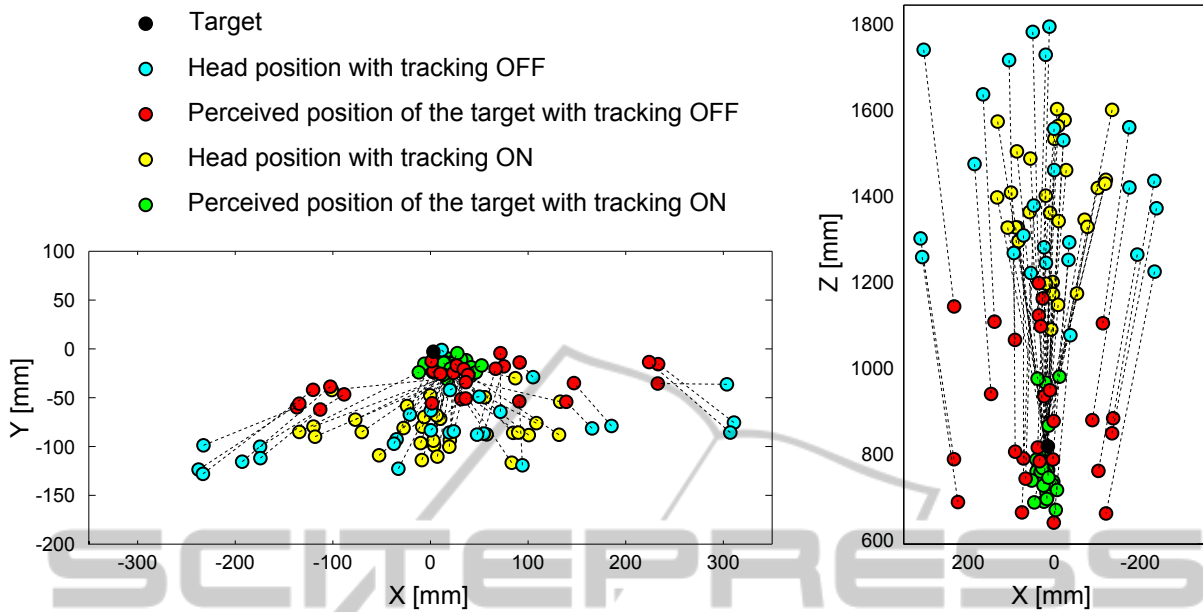 Target
Head position with tracking OFF
Perceived position of the target with tracking OFF
Head position with tracking ON
Perceived position of the target with tracking ON
100
50
0
-50
-100
-150
-200
Y [mm]
-300
-200
-100
0
100
200
300
X [mm]
1800
1600
1400
1200
1000
800
600
Z [mm]
200
0
-200
X [mm]
SCITEPRESS